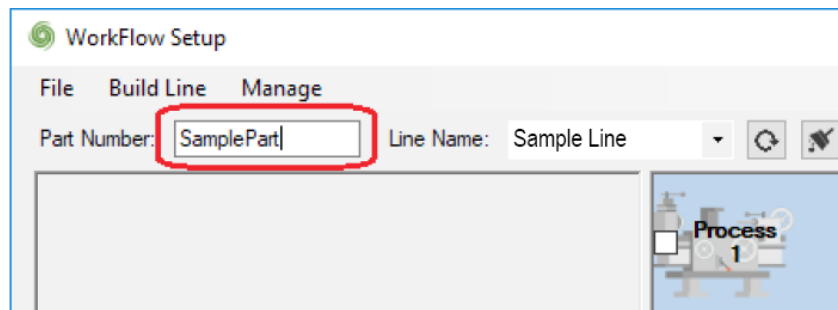 WorkFlow Setup
File Build Line Manage
Part Number: SamplePart Line Name: Sample Line
Process
1